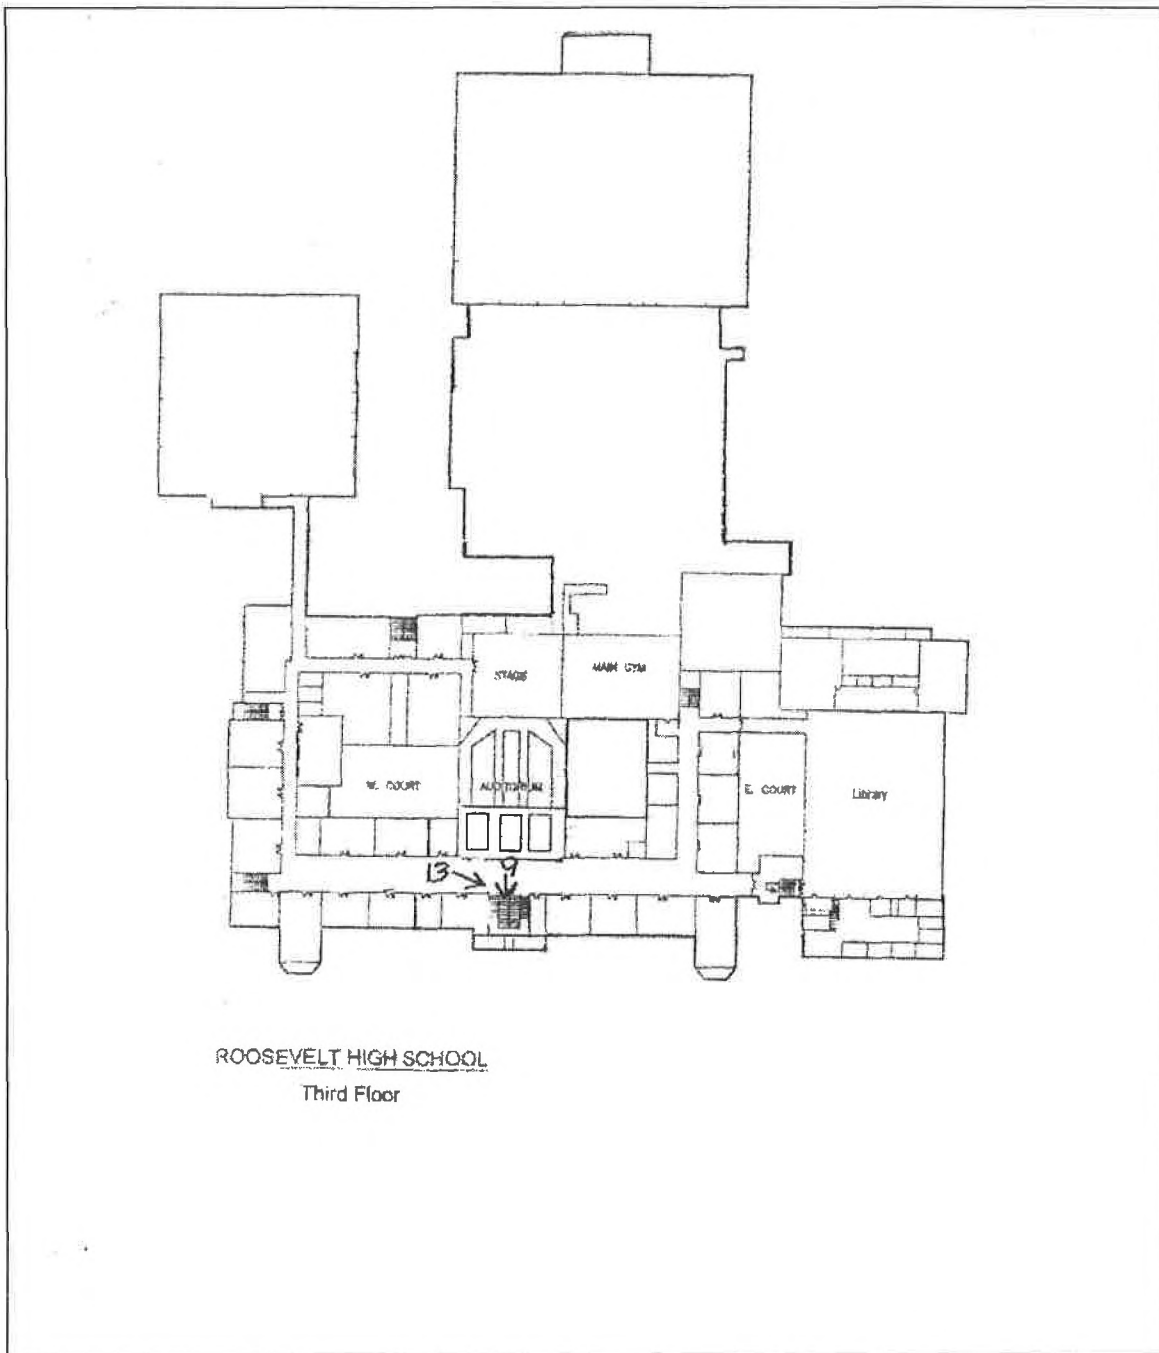 STAGE
MAIN GYM
W. COURT
AUDITORIUM
E. COURT
Library
13
9
ROOSEVELT HIGH SCHOOL
Third Floor